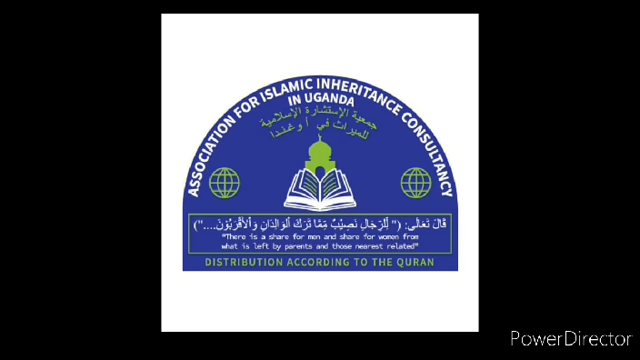 ASSOCIATION FOR ISLAMIC INHERITANCE CONSULTANCY
IN UGANDA
جمعية الإستشارة الإسلامية
للميراث في أوغندا
قَالَ تَعَالَى: (" لِّلرِّجَالِ نَصِيْبٌ مِمَّا تَرَكَ الْوَالِدَانِ وَالْأَقْرَبُوْنَ....")
"There is a share for men and share for women from
what is left by parents and those nearest related"
DISTRIBUTION ACCORDING TO THE QURAN
PowerDirector